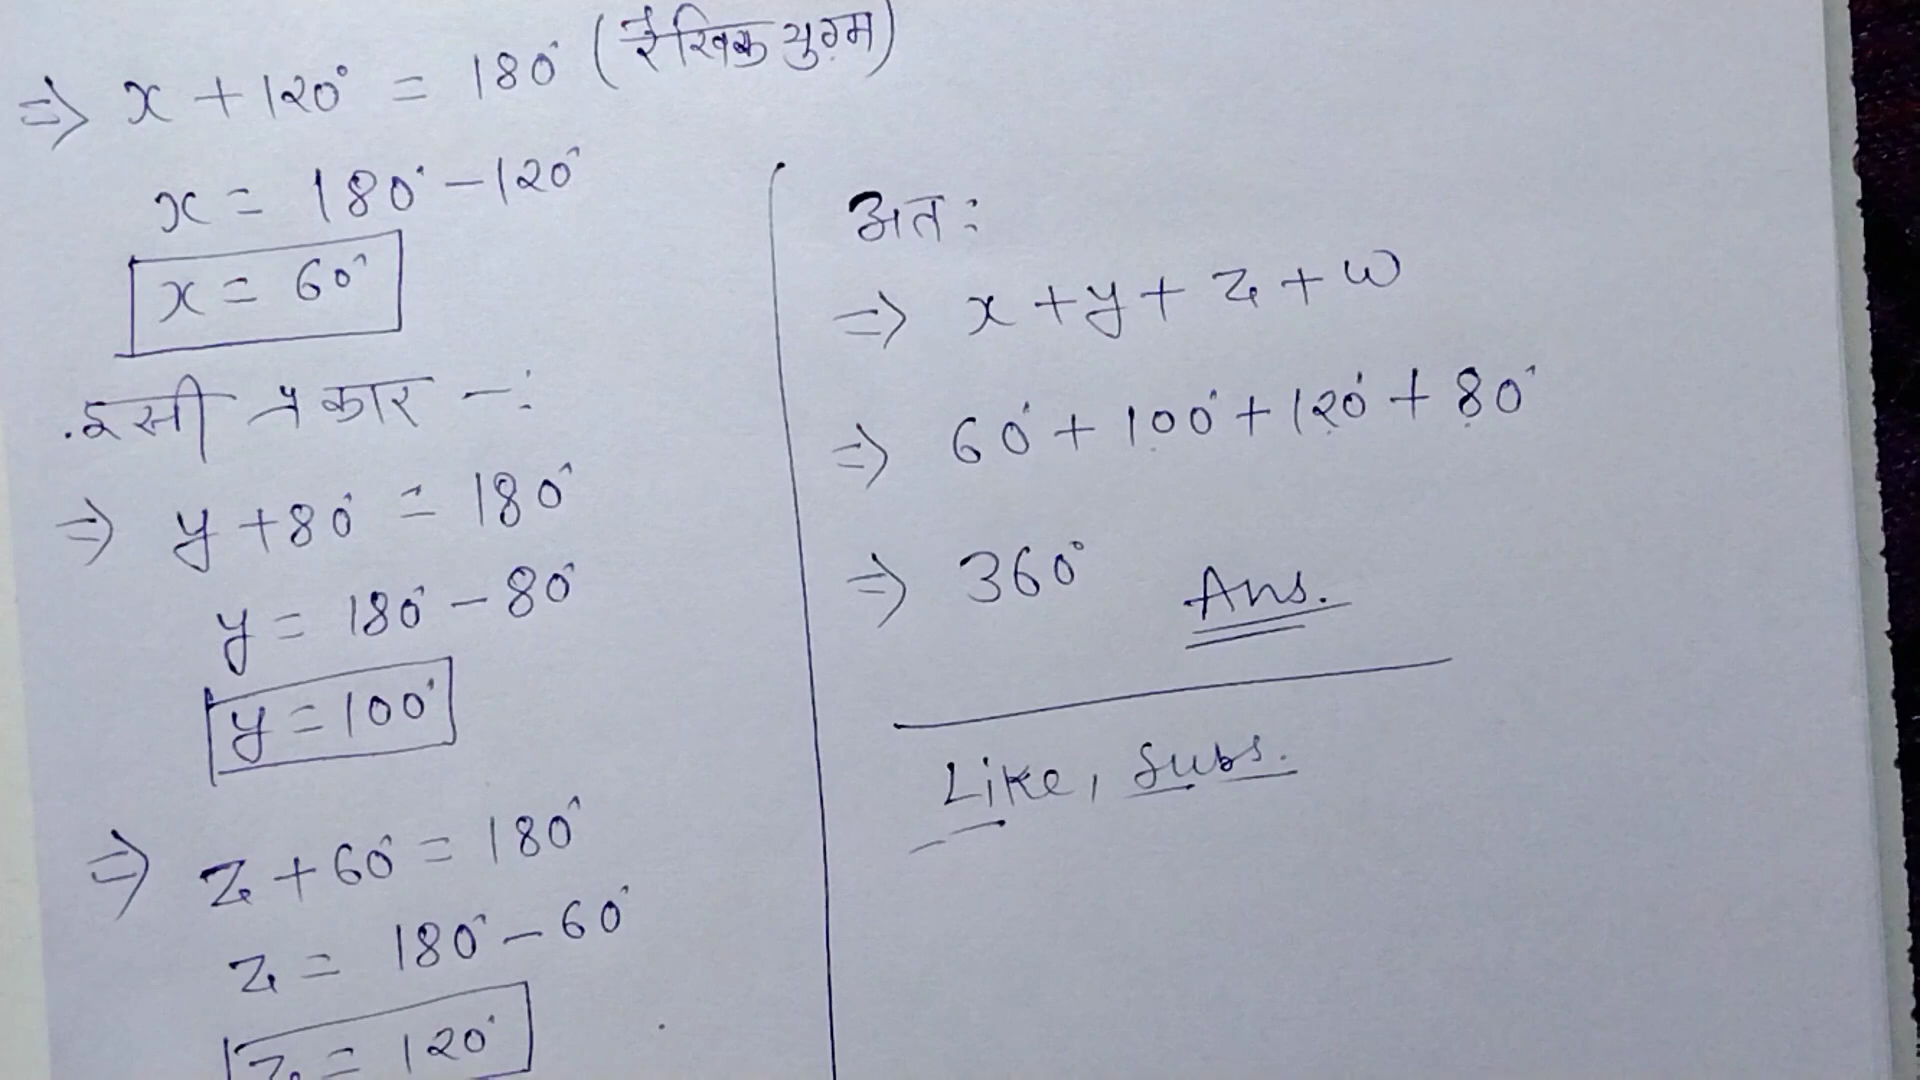 ⇒ x + 120° = 180° (रैखिक युग्म)
x = 180° - 120°
x = 60°
इसी प्रकार -:
⇒ y + 80° = 180°
y = 180° - 80°
y = 100°
⇒ z + 60° = 180°
z = 180° - 60°
z = 120°
अतः
⇒ x + y + z + w
⇒ 60° + 100° + 120° + 80°
⇒ 360° Ans.
Like, Subs.